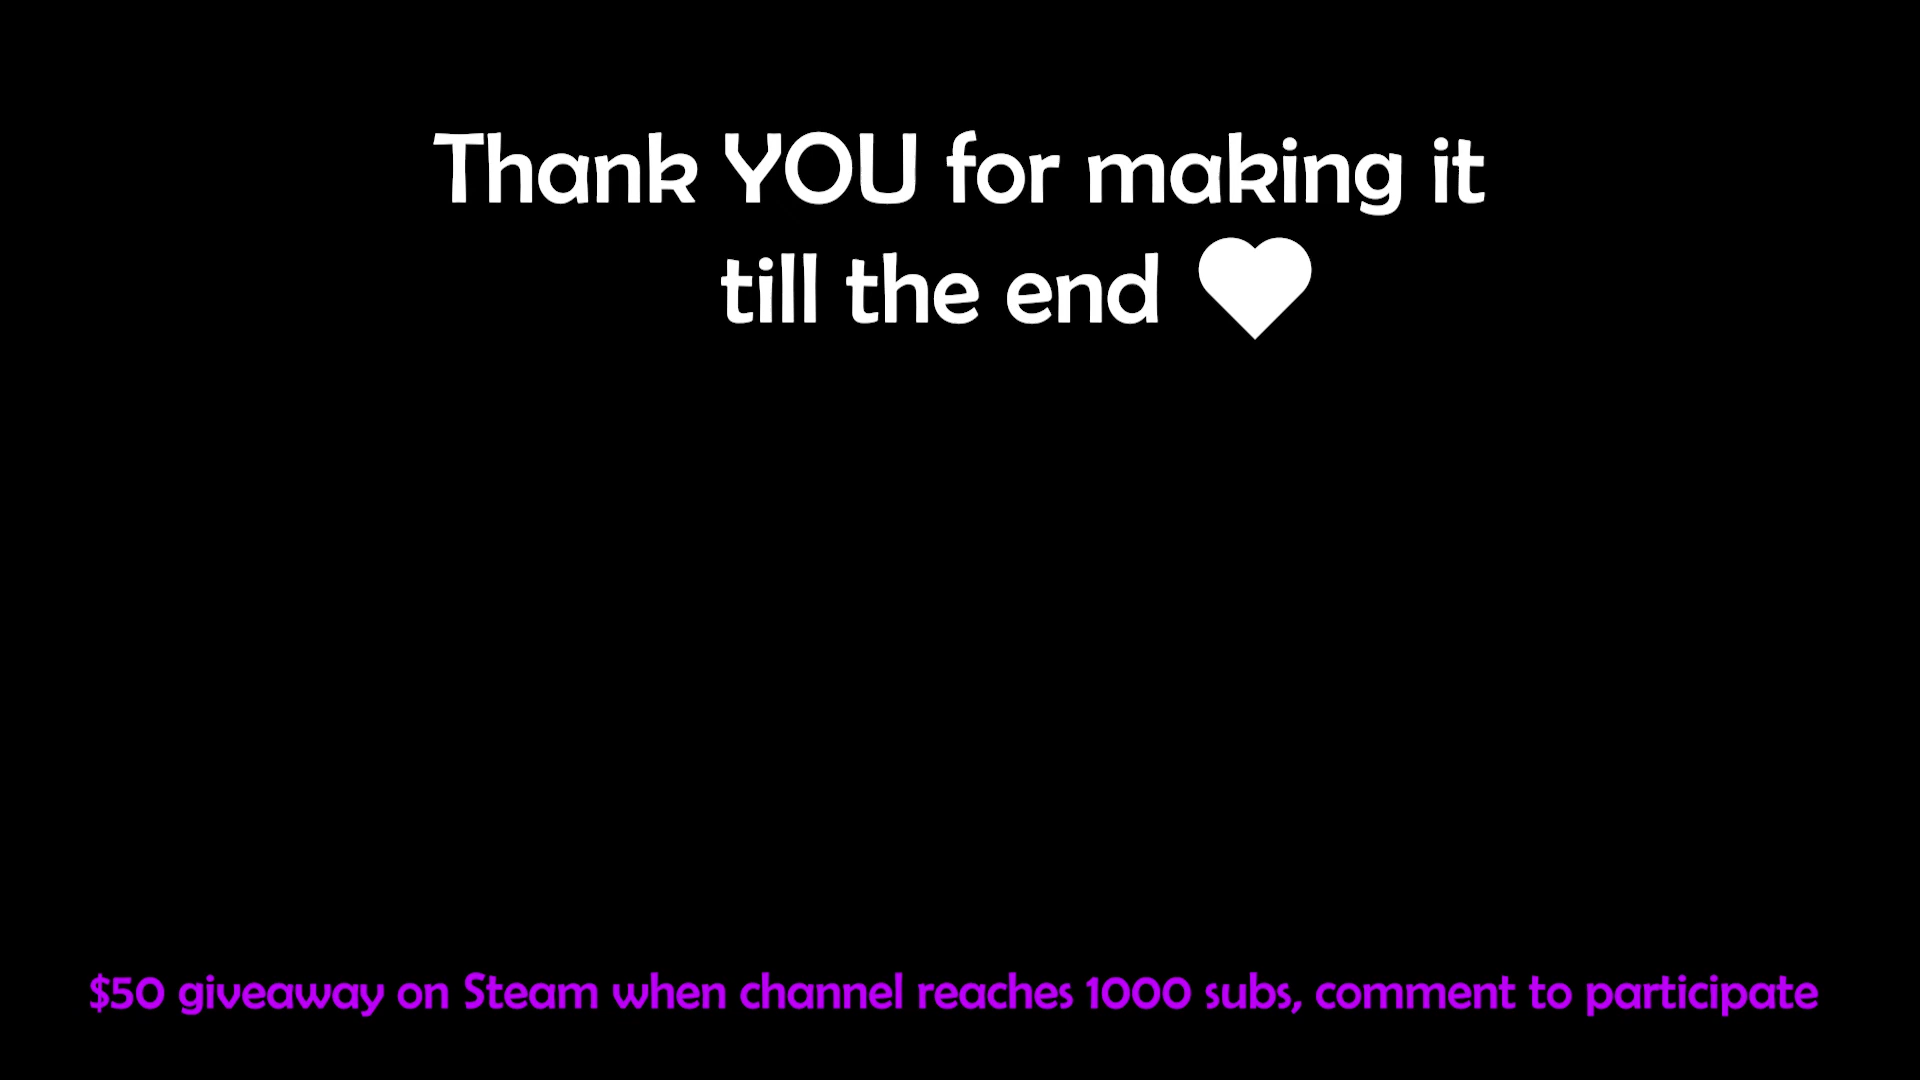 Thank YOU for making it
till the end ♥
$50 giveaway on Steam when channel reaches 1000 subs, comment to participate